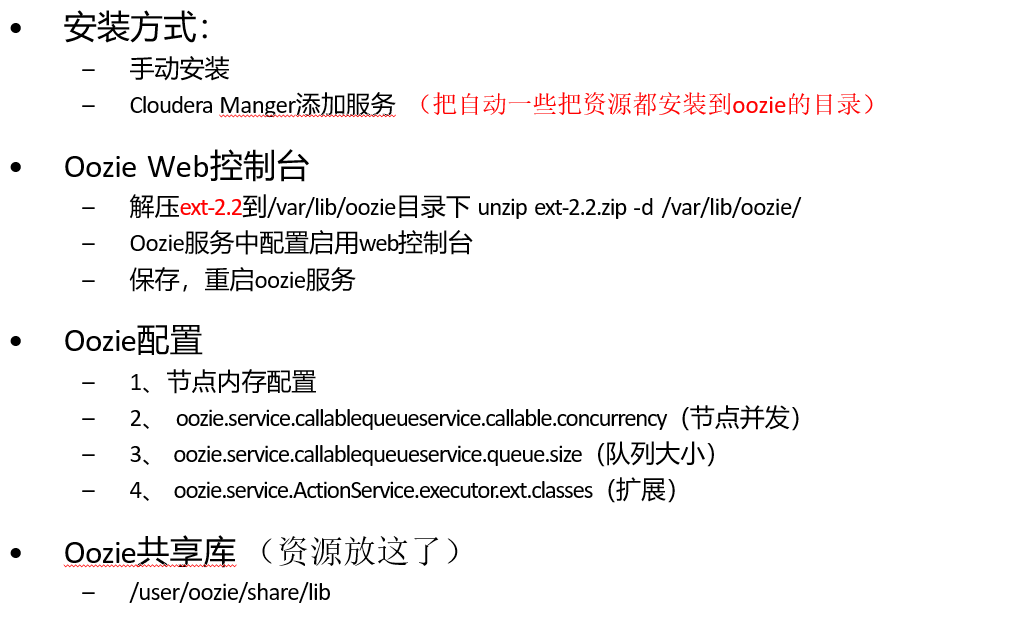 • 安装方式：
– 手动安装
– Cloudera Manger添加服务 （把自动一些把资源都安装到oozie的目录）
• Oozie Web控制台
– 解压ext-2.2到/var/lib/oozie目录下 unzip ext-2.2.zip -d /var/lib/oozie/
– Oozie服务中配置启用web控制台
– 保存，重启oozie服务
• Oozie配置
– 1、节点内存配置
– 2、 oozie.service.callablequeueservice.callable.concurrency（节点并发）
– 3、 oozie.service.callablequeueservice.queue.size（队列大小）
– 4、 oozie.service.ActionService.executor.ext.classes（扩展）
• Oozie共享库 （资源放这了）
– /user/oozie/share/lib